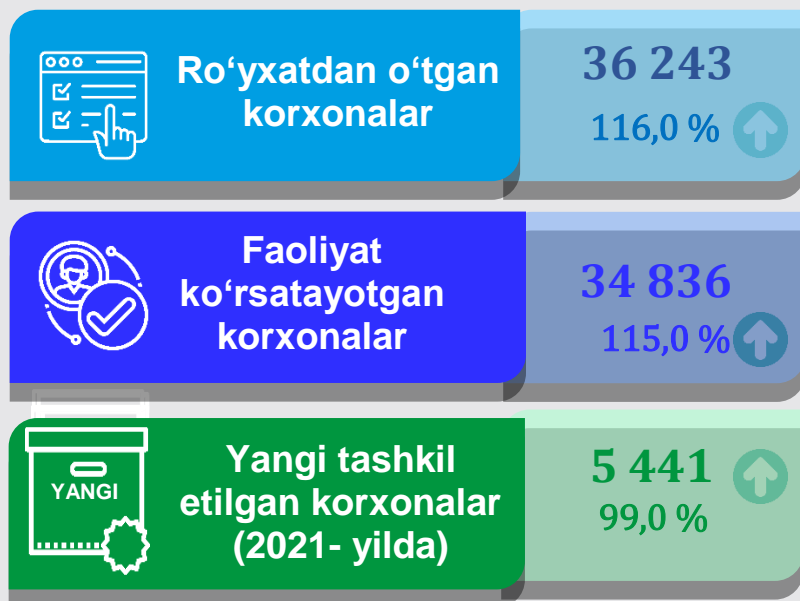 Ro‘yxatdan o‘tgan
korxonalar
36 243
116,0 %
Faoliyat
ko‘rsatayotgan
korxonalar
34 836
115,0 %
YANGI
Yangi tashkil
etilgan korxonalar
(2021- yilda)
5 441
99,0 %